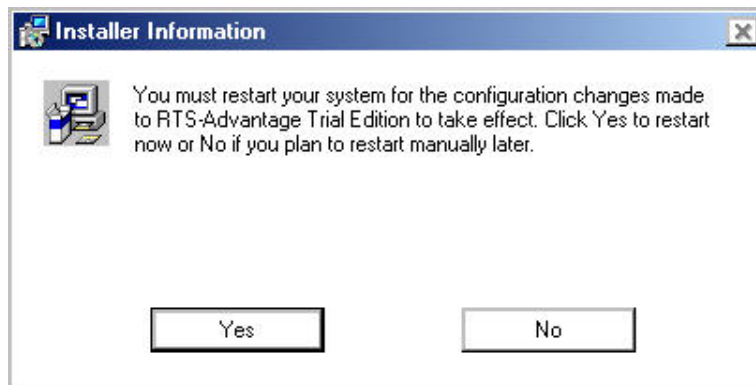 Installer Information
You must restart your system for the configuration changes made
to RTS-Advantage Trial Edition to take effect. Click Yes to restart
now or No if you plan to restart manually later.
Yes
No